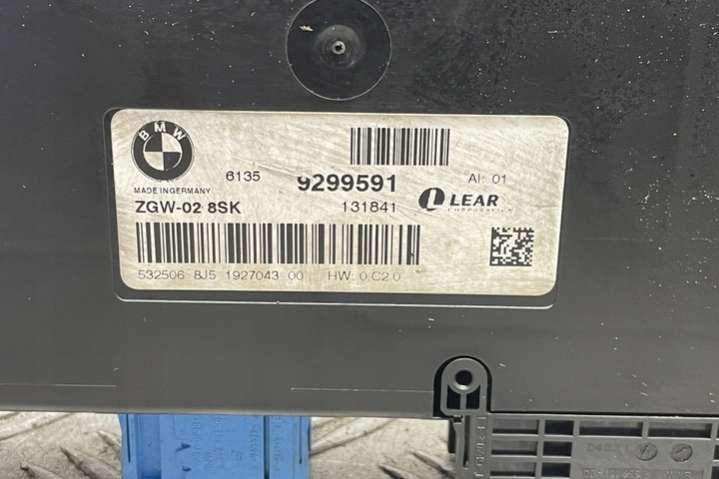 BMW
6135 9299591 AI: 01
MADE IN GERMANY
ZGW-02 8SK 131841 LEAR
CORPORATION
532506 8J5 1927043 00 HW: 0 C2 0